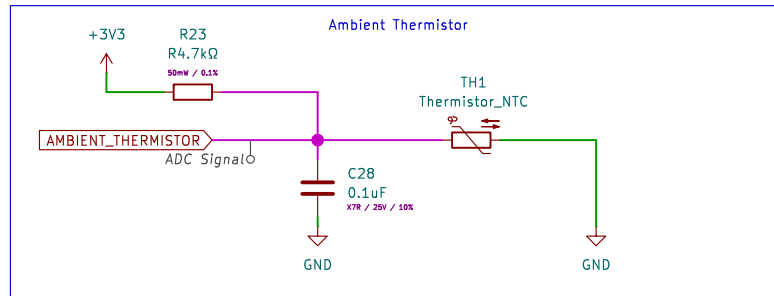 Ambient Thermistor
+3V3
R23
R4.7kΩ
50mW / 0.1%
TH1
Thermistor_NTC
AMBIENT_THERMISTOR
ADC Signal
C28
0.1uF
X7R / 25V / 10%
GND
GND